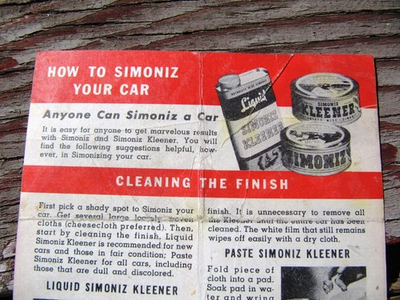 HOW TO SIMONIZ
YOUR CAR
Anyone Can Simoniz a Car
It is easy for anyone to get marvelous results
with Simoniz and Simoniz Kleener. You will
find the following suggestions helpful, how-
ever, in Simonizing your car.
Liquid
SIMONIZ
KLEENER
SIMONIZ
KLEENER
SIMONIZ
CLEANING THE FINISH
First pick a shady spot to Simoniz your
car. Get several large loosely woven
cloths (cheesecloth preferred). Then,
start by cleaning the finish. Liquid
Simoniz Kleener is recommended for new
cars and those in fair condition; Paste
Simoniz Kleener for all cars, including
those that are dull and discolored.
LIQUID SIMONIZ KLEENER
finish. It is unnecessary to remove all
the Kleener until the entire car has been
cleaned. The white film that still remains
wipes off easily with a dry cloth.
PASTE SIMONIZ KLEENER
Fold piece of
cloth into a pad.
Soak pad in wa-
ter and wring